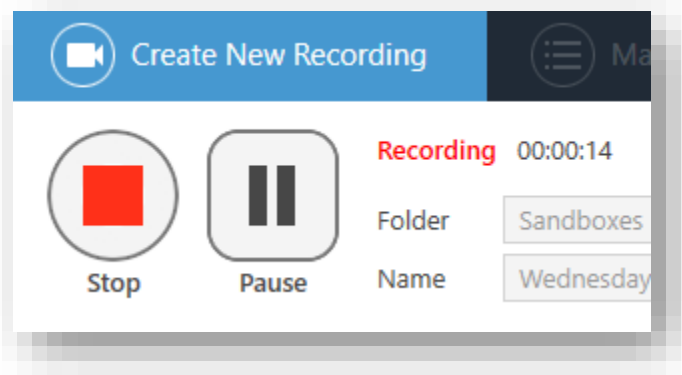 Create New Recording
Recording 00:00:14
Folder Sandboxes
Name Wednesday
Stop Pause